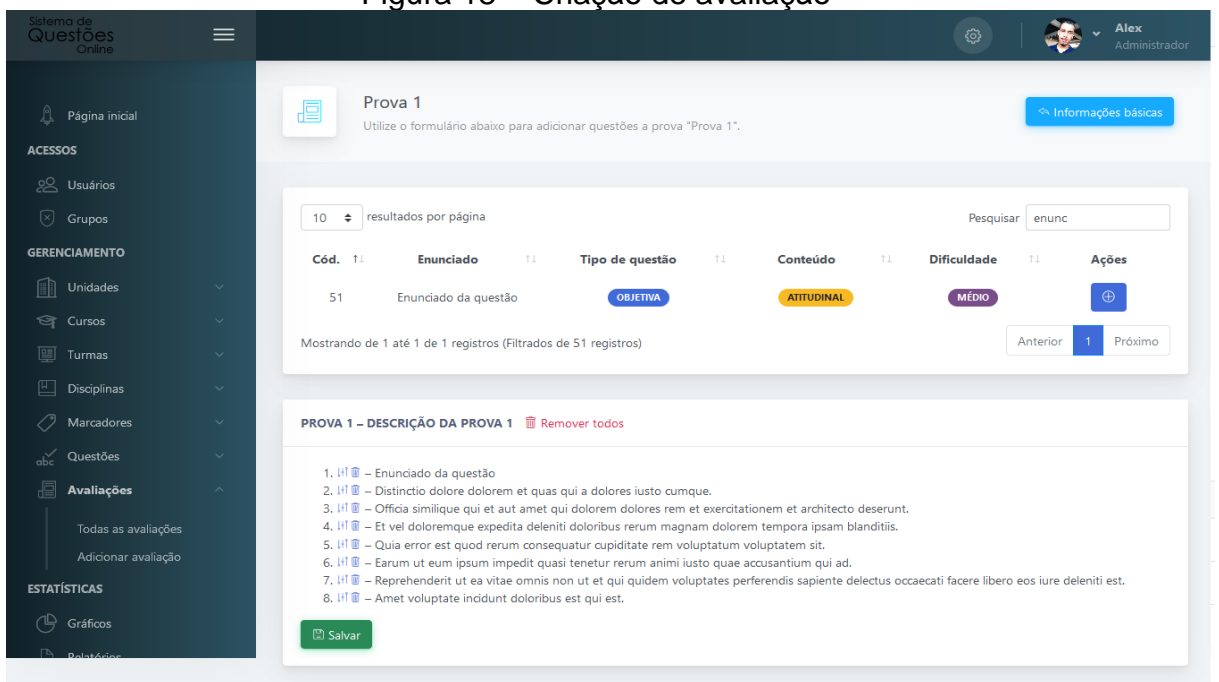 Figura 18 – Criação de avaliação
Sistema de
Questões
Online
Alex
Administrador
Página inicial
ACESSOS
Usuários
Grupos
GERENCIAMENTO
Unidades
Cursos
Turmas
Disciplinas
Marcadores
abc Questões
Avaliações
Todas as avaliações
Adicionar avaliação
ESTATÍSTICAS
Gráficos
Relatórios
Prova 1
Utilize o formulário abaixo para adicionar questões a prova "Prova 1".
Informações básicas
10 resultados por página
Pesquisar enunc
Cód. Enunciado Tipo de questão Conteúdo Dificuldade Ações
51 Enunciado da questão OBJETIVA ATITUDINAL MÉDIO
Mostrando de 1 até 1 de 1 registros (Filtrados de 51 registros)
Anterior 1 Próximo
PROVA 1 – DESCRIÇÃO DA PROVA 1 Remover todos
1. – Enunciado da questão
2. – Distinctio dolore dolorem et quas qui a dolores iusto cumque.
3. – Officia similique qui et aut amet qui dolorem dolores rem et exercitationem et architecto deserunt.
4. – Et vel doloremque expedita deleniti doloribus rerum magnam dolorem tempora ipsam blanditiis.
5. – Quia error est quod rerum consequatur cupiditate rem voluptatum voluptatem sit.
6. – Earum ut eum ipsum impedit quasi tenetur rerum animi iusto quae accusantium qui ad.
7. – Reprehenderit ut ea vitae omnis non ut et qui quidem voluptates perferendis sapiente delectus occaecati facere libero eos iure deleniti est.
8. – Amet voluptate incidunt doloribus est qui est.
Salvar